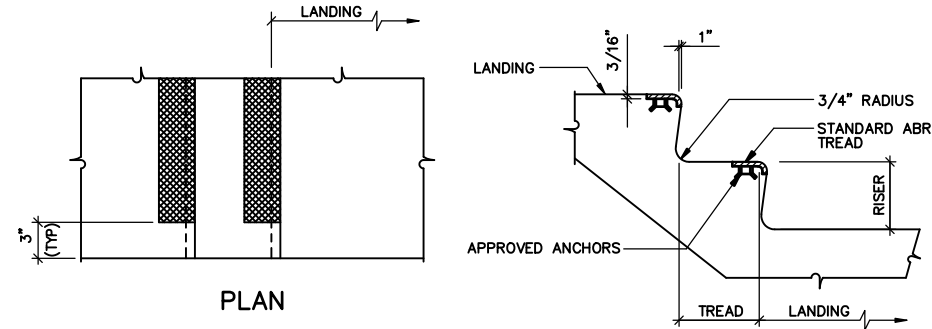 LANDING
3"
(TYP)
PLAN
3/16"
1"
LANDING
3/4" RADIUS
STANDARD ABR
TREAD
RISER
APPROVED ANCHORS
TREAD
LANDING